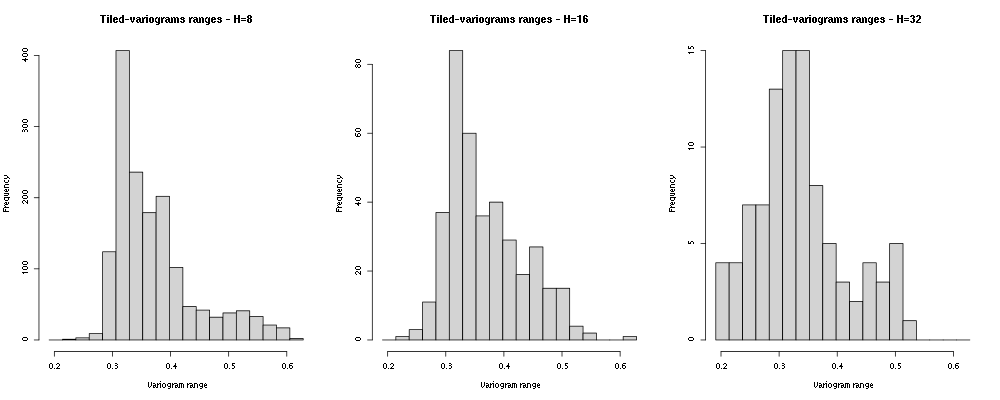 Tiled-variograms ranges - H=8
400
300
200
100
0
Frequency
0.2 0.3 0.4 0.5 0.6
Variogram range
Tiled-variograms ranges - H=16
80
60
40
20
0
Frequency
0.2 0.3 0.4 0.5 0.6
Variogram range
Tiled-variograms ranges - H=32
15
10
5
0
Frequency
0.2 0.3 0.4 0.5 0.6
Variogram range